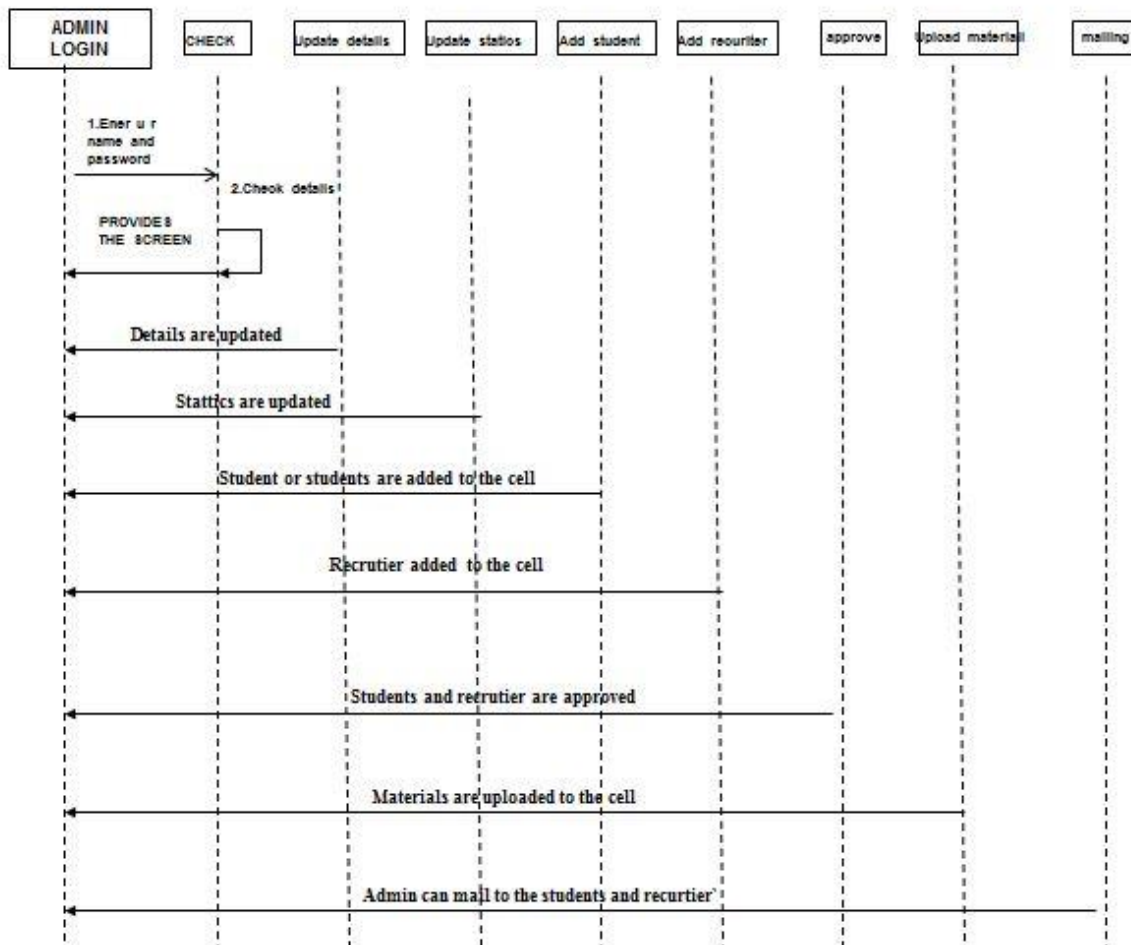 ADMIN
LOGIN
CHECK
Update details
Update statios
Add student
Add reouriter
approve
Upload materiall
mailing
1.Ener u r
name and
password
2.Cheok details
PROVIDES
THE SCREEN
Details are updated
Stattics are updated
Student or students are added to the cell
Recrutier added to the cell
Students and recrutier are approved
Materials are uploaded to the cell
Admin can mail to the students and recurtier`